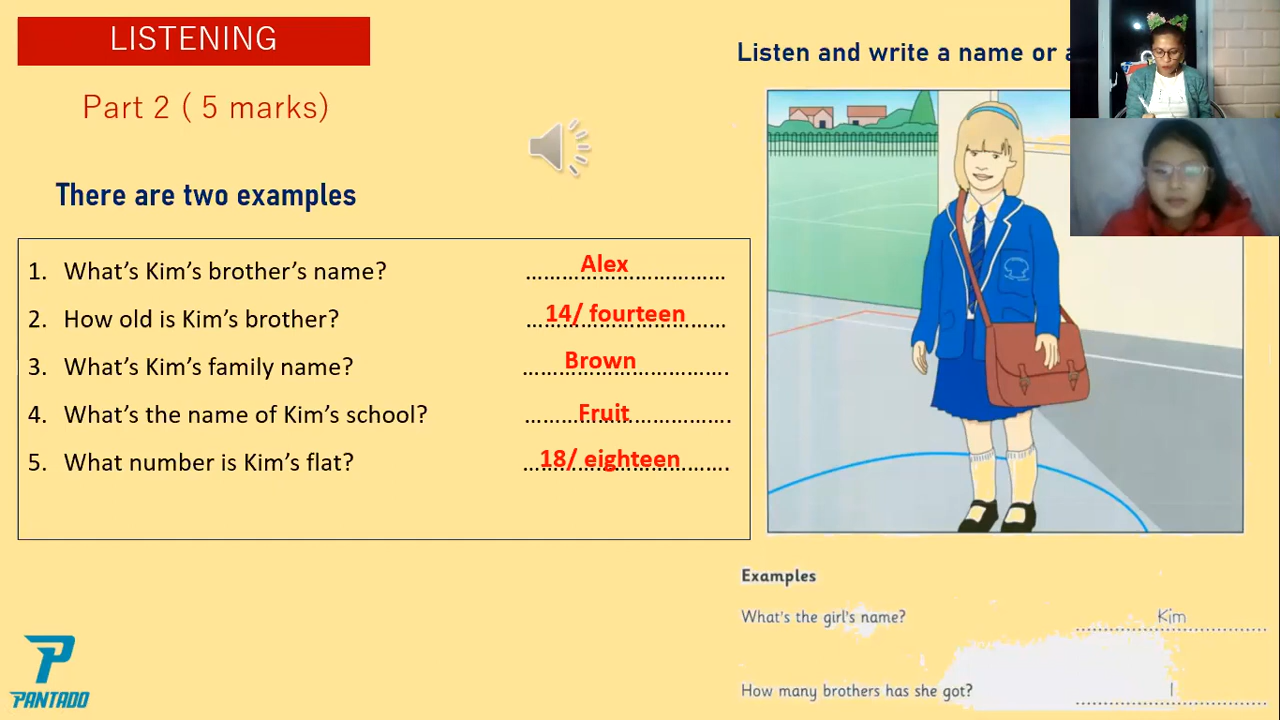 LISTENING
Part 2 ( 5 marks)
There are two examples
1. What's Kim's brother's name? ................................ Alex
2. How old is Kim's brother? ................................ 14/ fourteen
3. What's Kim's family name? ................................ Brown
4. What's the name of Kim's school? ................................ Fruit
5. What number is Kim's flat? ................................ 18/ eighteen
PANTADO
Listen and write a name or a
Examples
What's the girl's name? ................................ Kim
How many brothers has she got? ................................ 1